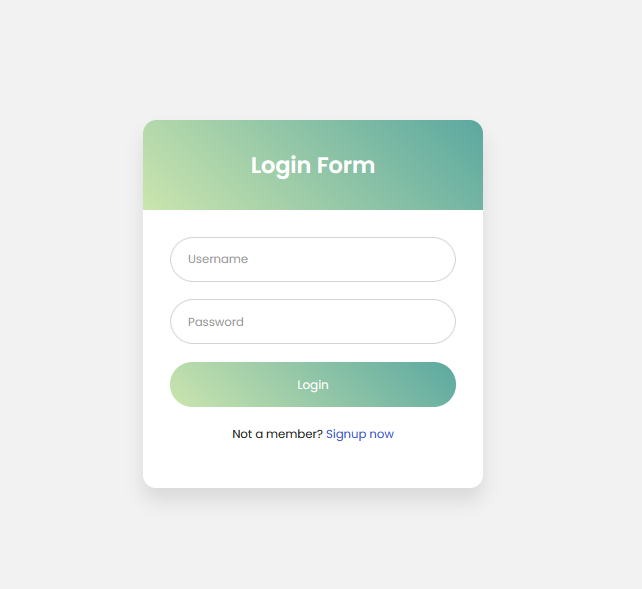 Login Form
Username
Password
Login
Not a member? Signup now